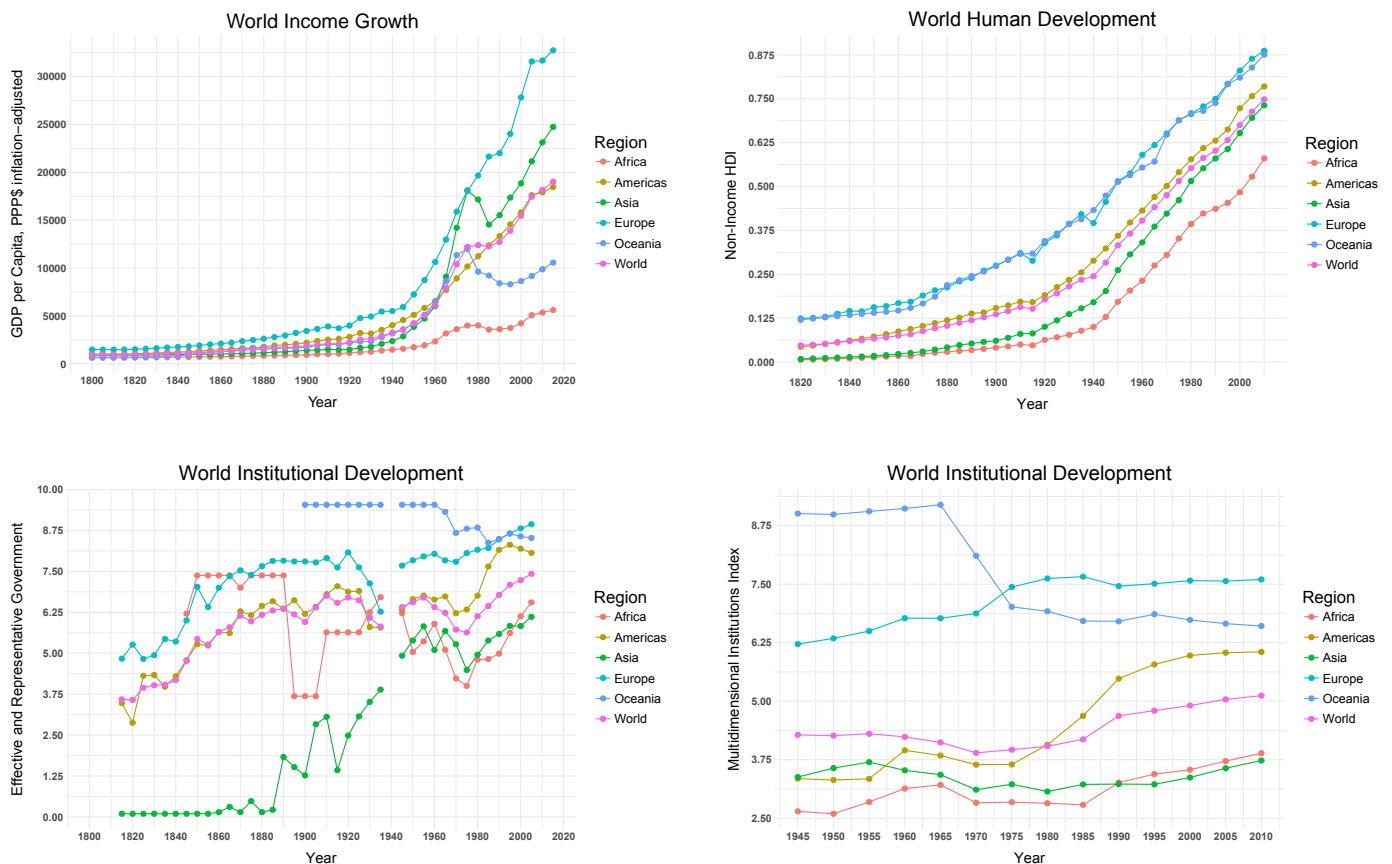 World Income Growth
GDP per Capita, PPP$ inflation−adjusted
30000
25000
20000
15000
10000
5000
0
1800 1820 1840 1860 1880 1900 1920 1940 1960 1980 2000 2020
Year
Region
Africa
Americas
Asia
Europe
Oceania
World
World Human Development
Non−Income HDI
0.875
0.750
0.625
0.500
0.375
0.250
0.125
0.000
1820 1840 1860 1880 1900 1920 1940 1960 1980 2000
Year
Region
Africa
Americas
Asia
Europe
Oceania
World
World Institutional Development
Effective and Representative Government
10.00
8.75
7.50
6.25
5.00
3.75
2.50
1.25
0.00
1800 1820 1840 1860 1880 1900 1920 1940 1960 1980 2000 2020
Year
Region
Africa
Americas
Asia
Europe
Oceania
World
World Institutional Development
Multidimensional Institutions Index
8.75
7.50
6.25
5.00
3.75
2.50
1945 1950 1955 1960 1965 1970 1975 1980 1985 1990 1995 2000 2005 2010
Year
Region
Africa
Americas
Asia
Europe
Oceania
World